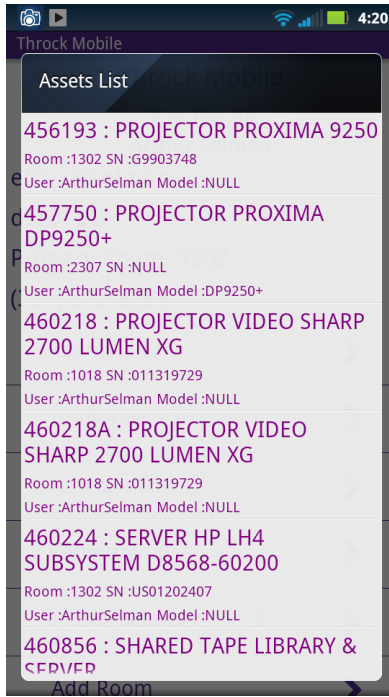 4:20
Throck Mobile
Throck Mobile
Assets List
456193 : PROJECTOR PROXIMA 9250
Room :1302 SN :G9903748
User :ArthurSelman Model :NULL
457750 : PROJECTOR PROXIMA
DP9250+
Room :2307 SN :NULL
User :ArthurSelman Model :DP9250+
460218 : PROJECTOR VIDEO SHARP
2700 LUMEN XG
Room :1018 SN :011319729
User :ArthurSelman Model :NULL
460218A : PROJECTOR VIDEO
SHARP 2700 LUMEN XG
Room :1018 SN :011319729
User :ArthurSelman Model :NULL
460224 : SERVER HP LH4
SUBSYSTEM D8568-60200
Room :1302 SN :US01202407
User :ArthurSelman Model :NULL
460856 : SHARED TAPE LIBRARY &
SERVER
Add Room